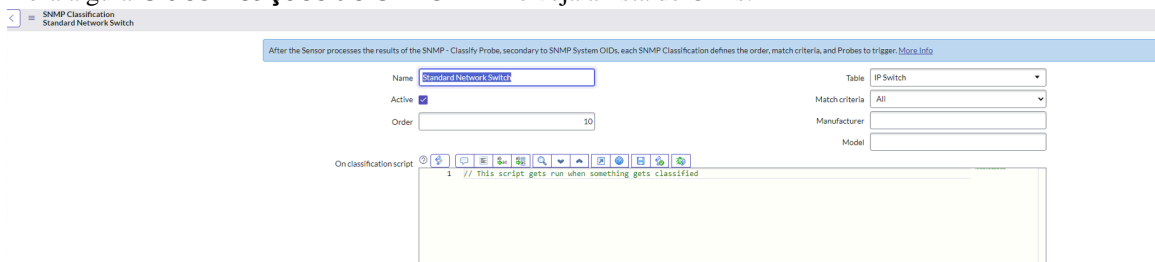 SNMP Classification
Standard Network Switch
After the Sensor processes the results of the SNMP - Classify Probe, secondary to SNMP System OIDs, each SNMP Classification defines the order, match criteria, and Probes to trigger. More Info
Name Standard Network Switch
Table IP Switch
Active
Match criteria All
Order 10
Manufacturer
Model
On classification script
1 // This script gets run when something gets classified